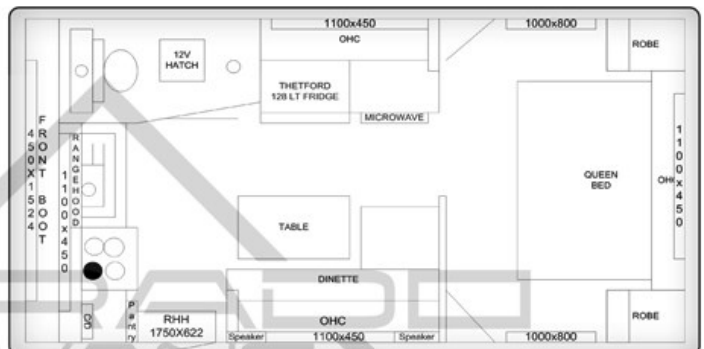 1100x450
1000x800
OHC
ROBE
12V
HATCH
THETFORD
128 LT FRIDGE
MICROWAVE
FRONT BOOT
450X1524
RANGEHOOD
1100x450
QUEEN
BED
OHC
1100x450
TABLE
DINETTE
Pantry
RHH
1750X622
OHC
Speaker
1100x450
Speaker
1000x800
ROBE
RADO